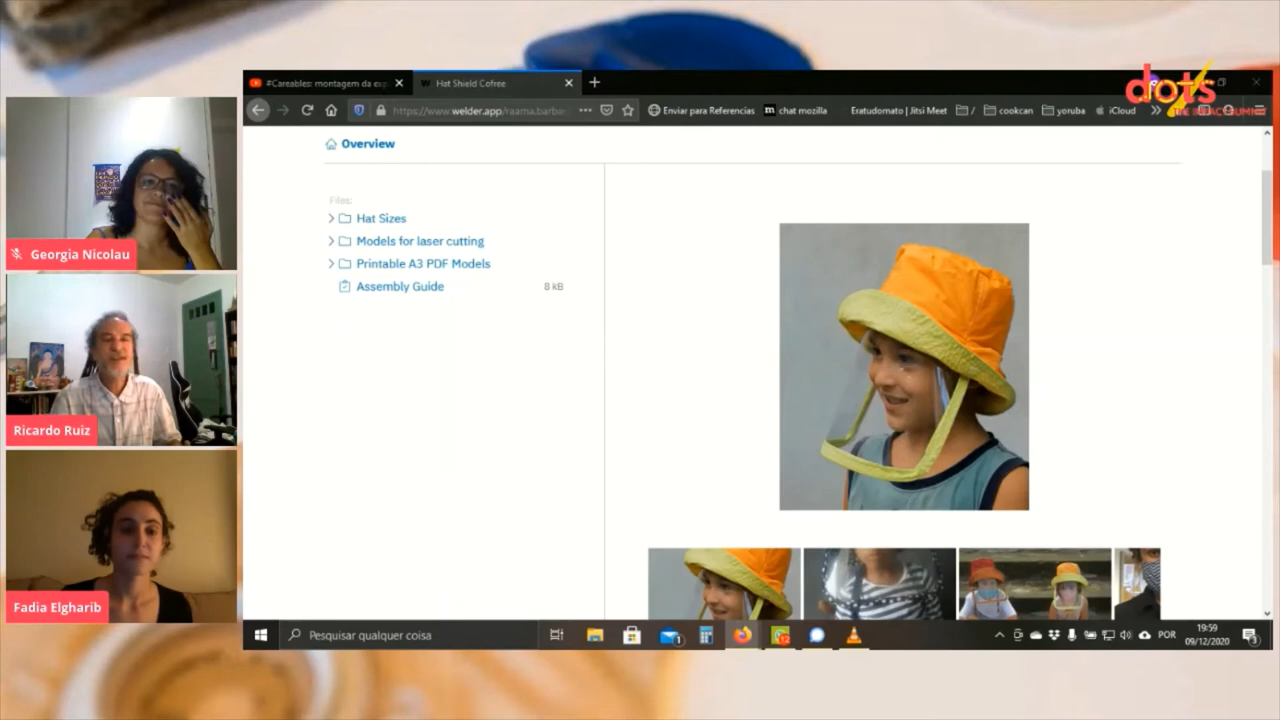 #Careables: montagem da exp
Hat Shield Cofree
dots
https://www.welder.app/raama.barba
Enviar para Referencias
m chat mozilla
Eratudomato | Jitsi Meet
/
cookcan
yoruba
iCloud
Overview
Files:
Hat Sizes
Models for laser cutting
Printable A3 PDF Models
Assembly Guide 8 kB
Georgia Nicolau
Ricardo Ruiz
Fadia Elgharib
Pesquisar qualquer coisa
POR
19:59
09/12/2020